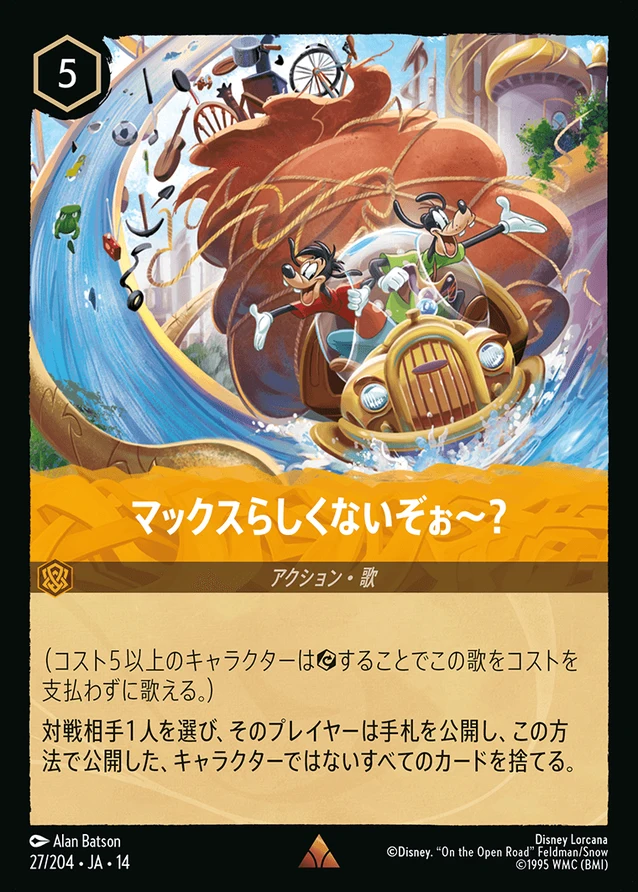 5
マックスらしくないぞぉ〜?
アクション・歌
(コスト5以上のキャラクターはすることでこの歌をコストを
支払わずに歌える。)
対戦相手1人を選び、そのプレイヤーは手札を公開し、この方
法で公開した、キャラクターではないすべてのカードを捨てる。
Alan Batson
27/204 • JA • 14
Disney Lorcana
©Disney. “On the Open Road” Feldman/Snow
©1995 WMC (BMI)